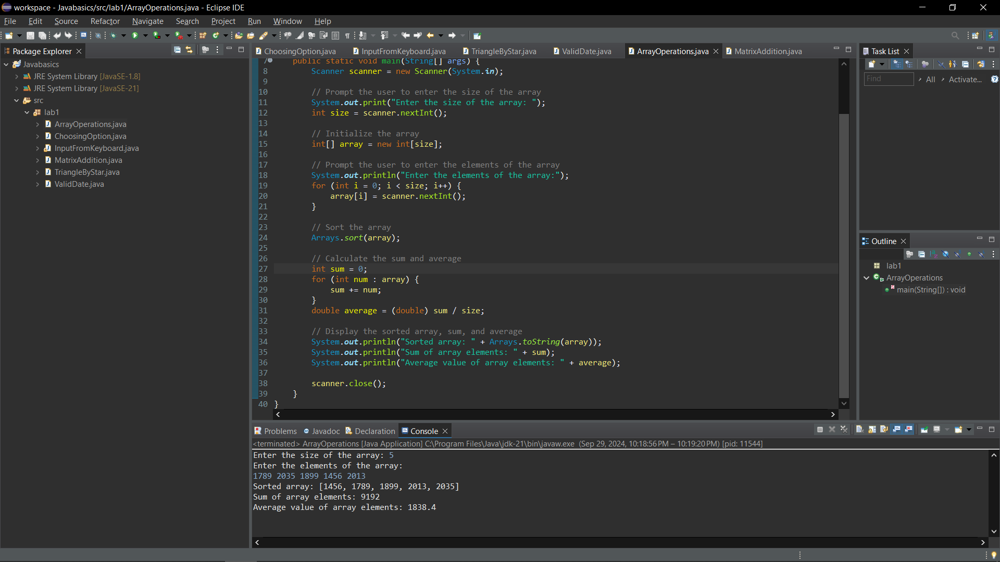 workspace - Javabasics/src/lab1/ArrayOperations.java - Eclipse IDE
File Edit Source Refactor Navigate Search Project Run Window Help
Package Explorer
Javabasics
JRE System Library [JavaSE-1.8]
JRE System Library [JavaSE-21]
src
lab1
ArrayOperations.java
ChoosingOption.java
InputFromKeyboard.java
MatrixAddition.java
TriangleByStar.java
ValidDate.java
ChoosingOption.java InputFromKeyboard.java TriangleByStar.java ValidDate.java ArrayOperations.java MatrixAddition.java
7 public static void main(String[] args) {
8 Scanner scanner = new Scanner(System.in);
9
10 // Prompt the user to enter the size of the array
11 System.out.print("Enter the size of the array: ");
12 int size = scanner.nextInt();
13
14 // Initialize the array
15 int[] array = new int[size];
16
17 // Prompt the user to enter the elements of the array
18 System.out.println("Enter the elements of the array:");
19 for (int i = 0; i < size; i++) {
20 array[i] = scanner.nextInt();
21 }
22
23 // Sort the array
24 Arrays.sort(array);
25
26 // Calculate the sum and average
27 int sum = 0;
28 for (int num : array) {
29 sum += num;
30 }
31 double average = (double) sum / size;
32
33 // Display the sorted array, sum, and average
34 System.out.println("Sorted array: " + Arrays.toString(array));
35 System.out.println("Sum of array elements: " + sum);
36 System.out.println("Average value of array elements: " + average);
37
38 scanner.close();
39 }
40 }
Task List
Find All Activate...
Outline
lab1
ArrayOperations
main(String[]) : void
Problems Javadoc Declaration Console
<terminated> ArrayOperations [Java Application] C:\Program Files\Java\jdk-21\bin\javaw.exe (Sep 29, 2024, 10:18:56 PM – 10:19:20 PM) [pid: 11544]
Enter the size of the array: 5
Enter the elements of the array:
1789 2035 1899 1456 2013
Sorted array: [1456, 1789, 1899, 2013, 2035]
Sum of array elements: 9192
Average value of array elements: 1838.4